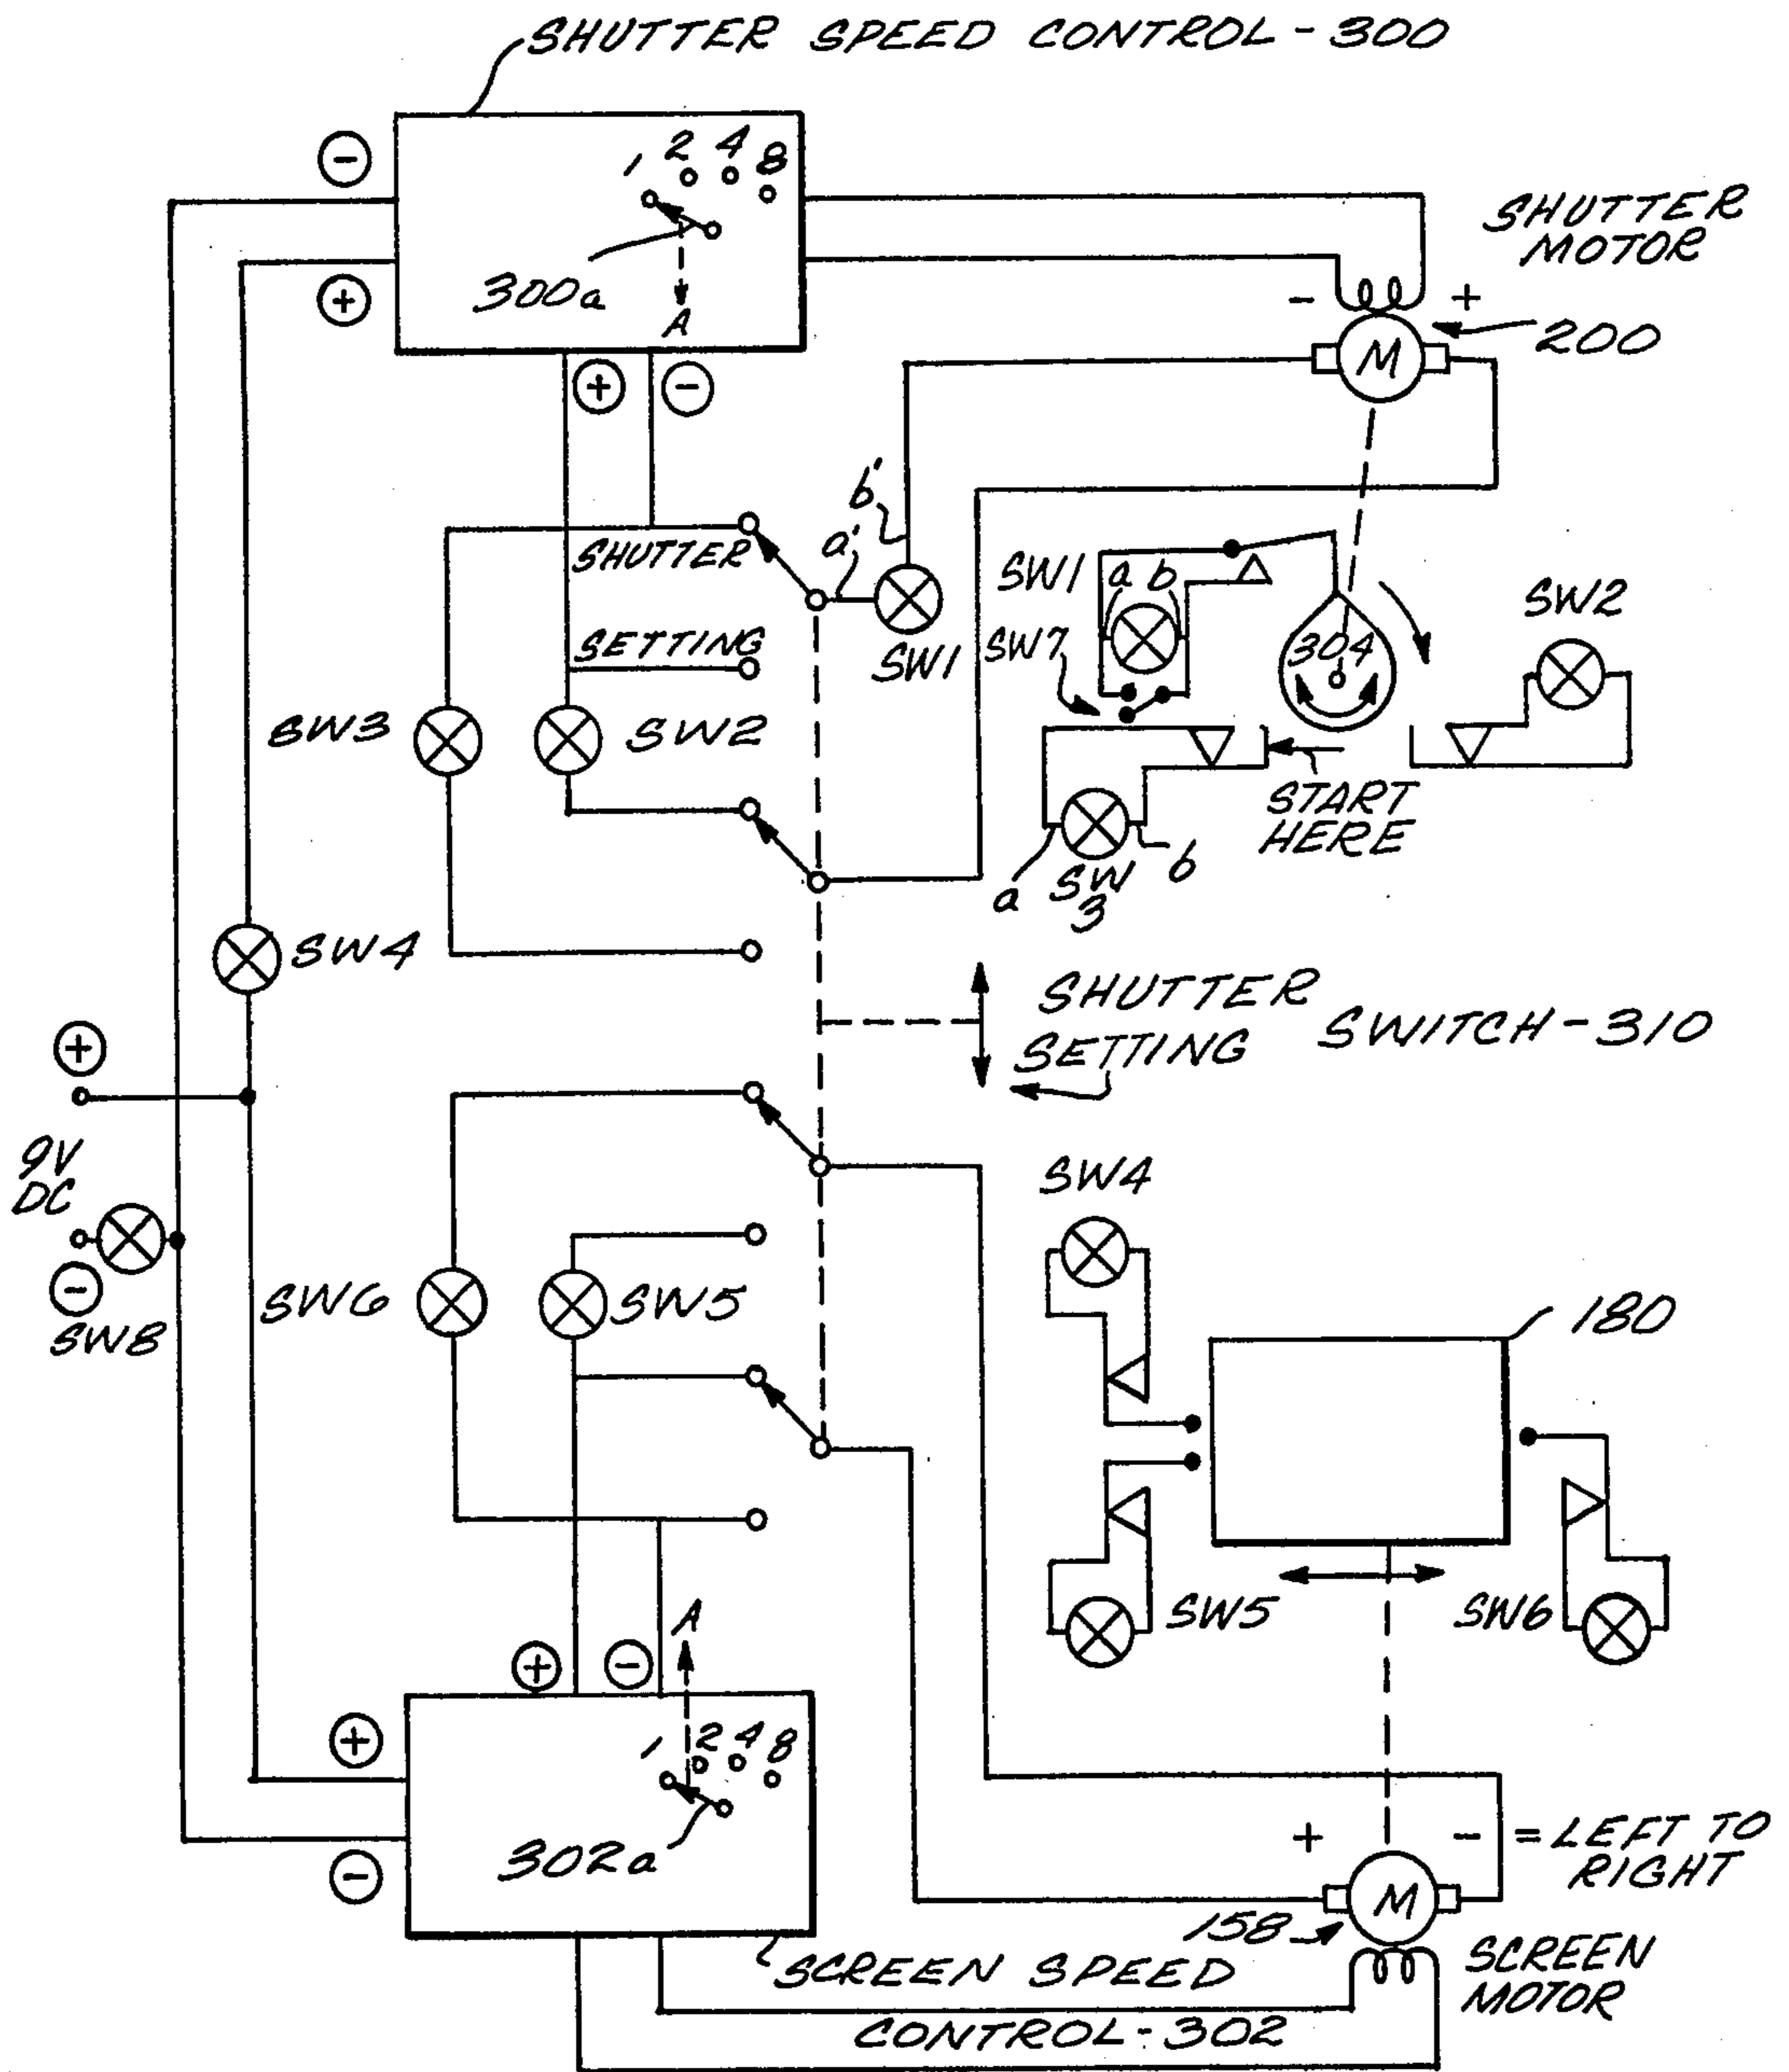 SHUTTER SPEED CONTROL-300
1 2 4 8
300a
A
SHUTTER
MOTOR
- +
200
M
+ -
- +
SHUTTER
a' b'
SW1
SETTING
SW3
SW2
SW1
a b
SW7
304
SW2
START
HERE
a b
SW
3
SW4
SHUTTER
SETTING
SWITCH-310
+
9V
DC
-
SW8
SW6
SW5
SW4
180
SW5
SW6
A
+ -
1 2 4 8
302a
+
-
+ - = LEFT TO
RIGHT
M
158
SCREEN
MOTOR
SCREEN SPEED
CONTROL-302